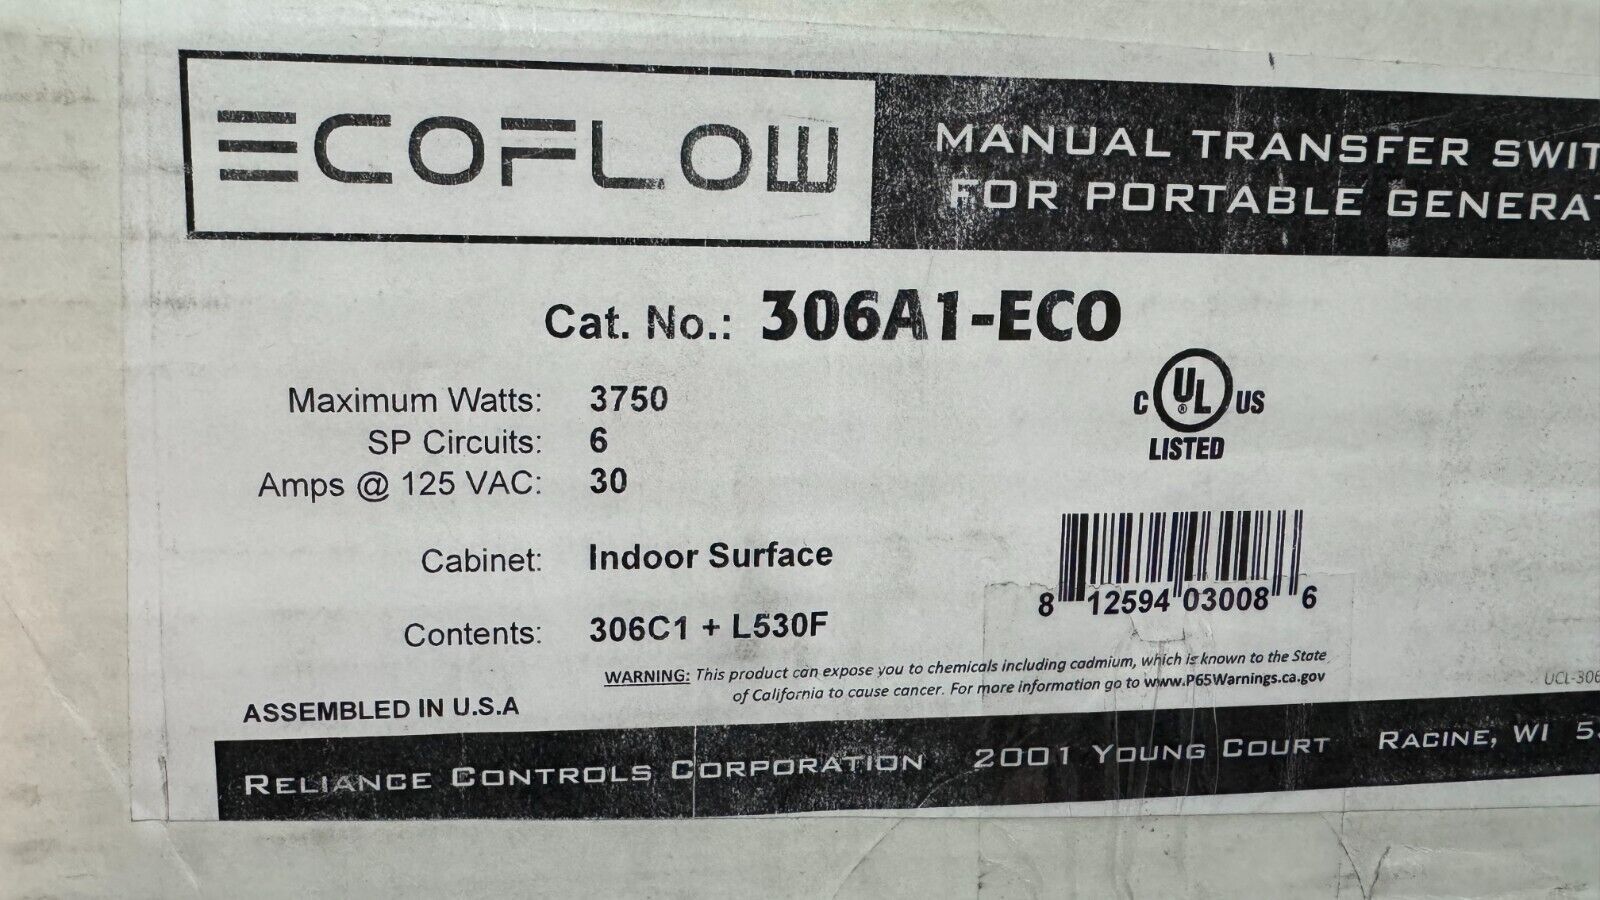 ECOFLOW
MANUAL TRANSFER SWIT
FOR PORTABLE GENERAT
Cat. No.: 306A1-ECO
Maximum Watts: 3750
SP Circuits: 6
Amps @ 125 VAC: 30
C UL ® US
LISTED
Cabinet: Indoor Surface
8 12594 03008 6
Contents: 306C1 + L530F
WARNING: This product can expose you to chemicals including cadmium, which is known to the State
of California to cause cancer. For more information go to www.P65Warnings.ca.gov
UCL-306
ASSEMBLED IN U.S.A
RELIANCE CONTROLS CORPORATION 2001 YOUNG COURT RACINE, WI 5